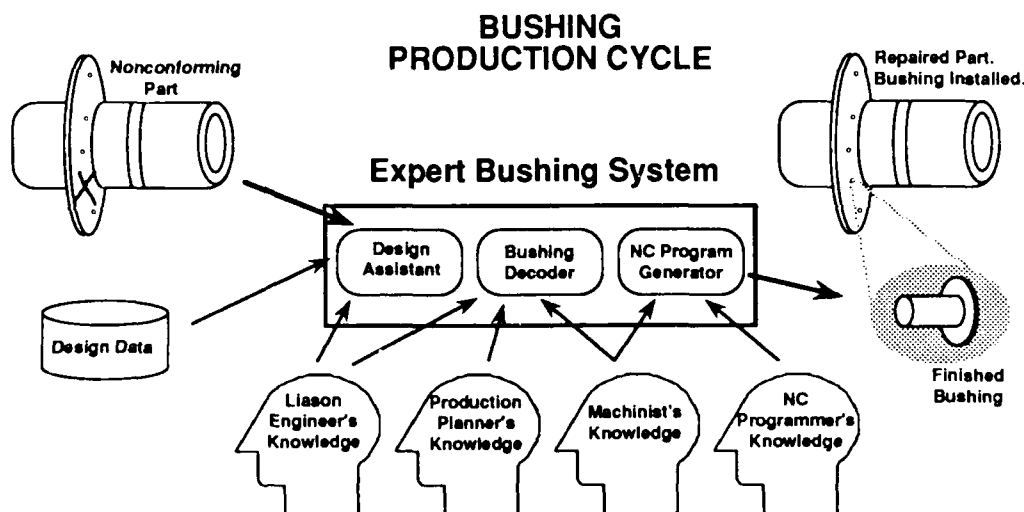 BUSHING
PRODUCTION CYCLE
Nonconforming
Part
Repaired Part.
Bushing Installed.
Expert Bushing System
Design
Assistant
Bushing
Decoder
NC Program
Generator
Design Data
Finished
Bushing
Liason
Engineer's
Knowledge
Production
Planner's
Knowledge
Machinist's
Knowledge
NC
Programmer's
Knowledge